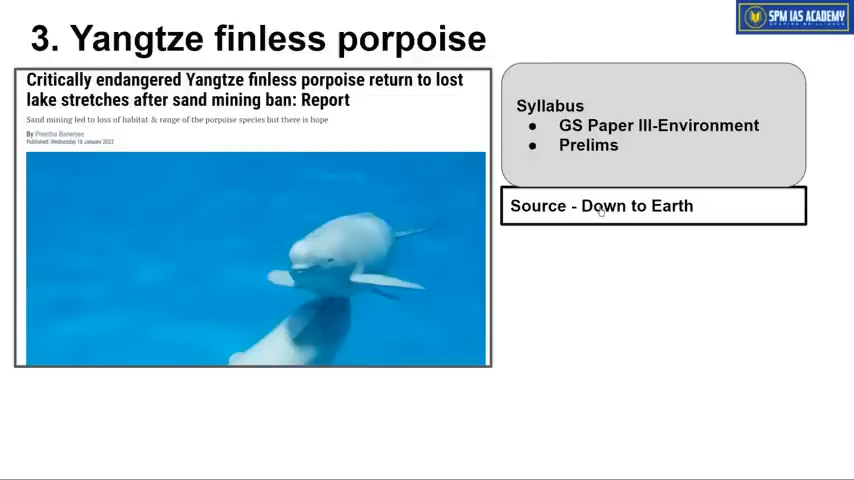 3. Yangtze finless porpoise
SPM IAS ACADEMY
Critically endangered Yangtze finless porpoise return to lost
lake stretches after sand mining ban: Report
Sand mining led to loss of habitat & range of the porpoise species but there is hope
By Preetha Banerjee
Published: Wednesday 18 January 2023
Syllabus
● GS Paper III-Environment
● Prelims
Source - Down to Earth